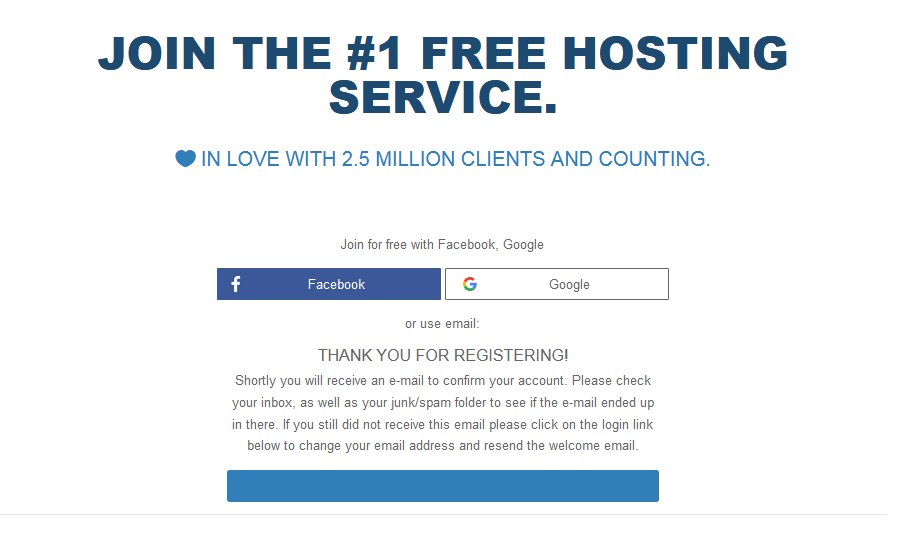 JOIN THE #1 FREE HOSTING
SERVICE.
IN LOVE WITH 2.5 MILLION CLIENTS AND COUNTING.
Join for free with Facebook, Google
Facebook
Google
or use email:
THANK YOU FOR REGISTERING!
Shortly you will receive an e-mail to confirm your account. Please check
your inbox, as well as your junk/spam folder to see if the e-mail ended up
in there. If you still did not receive this email please click on the login link
below to change your email address and resend the welcome email.